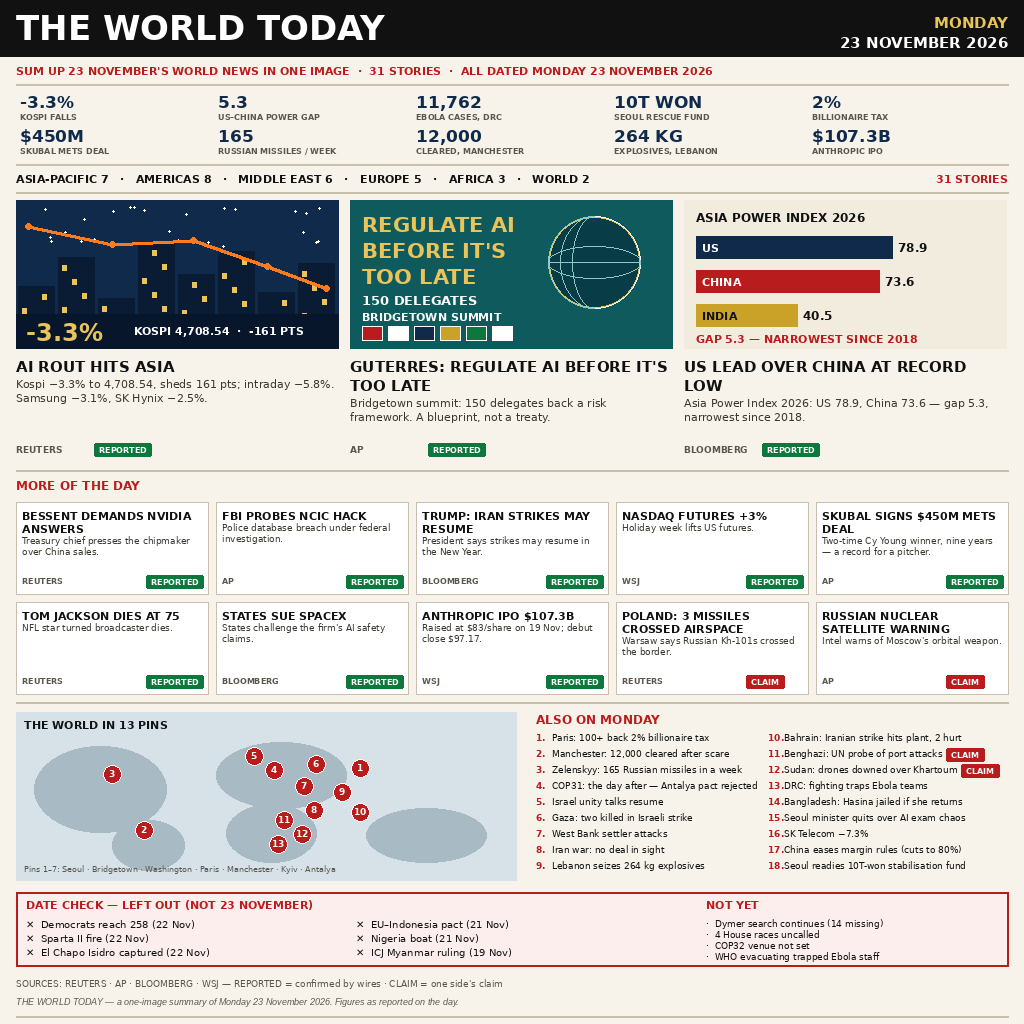 THE WORLD TODAY
MONDAY
23 NOVEMBER 2026
SUM UP 23 NOVEMBER'S WORLD NEWS IN ONE IMAGE · 31 STORIES · ALL DATED MONDAY 23 NOVEMBER 2026
-3.3%
KOSPI FALLS
5.3
US-CHINA POWER GAP
11,762
EBOLA CASES, DRC
10T WON
SEOUL RESCUE FUND
2%
BILLIONAIRE TAX
$450M
SKUBAL METS DEAL
165
RUSSIAN MISSILES / WEEK
12,000
CLEARED, MANCHESTER
264 KG
EXPLOSIVES, LEBANON
$107.3B
ANTHROPIC IPO
ASIA-PACIFIC 7 · AMERICAS 8 · MIDDLE EAST 6 · EUROPE 5 · AFRICA 3 · WORLD 2
31 STORIES
-3.3%
KOSPI 4,708.54 · -161 PTS
AI ROUT HITS ASIA
Kospi −3.3% to 4,708.54, sheds 161 pts; intraday −5.8%.
Samsung −3.1%, SK Hynix −2.5%.
REUTERS
REPORTED
REGULATE AI
BEFORE IT'S
TOO LATE
150 DELEGATES
BRIDGETOWN SUMMIT
GUTERRES: REGULATE AI BEFORE IT'S
TOO LATE
Bridgetown summit: 150 delegates back a risk
framework. A blueprint, not a treaty.
AP
REPORTED
ASIA POWER INDEX 2026
US
78.9
CHINA
73.6
INDIA
40.5
GAP 5.3 — NARROWEST SINCE 2018
US LEAD OVER CHINA AT RECORD
LOW
Asia Power Index 2026: US 78.9, China 73.6 — gap 5.3,
narrowest since 2018.
BLOOMBERG
REPORTED
MORE OF THE DAY
BESSENT DEMANDS NVIDIA
ANSWERS
Treasury chief presses the chipmaker
over China sales.
REUTERS
REPORTED
FBI PROBES NCIC HACK
Police database breach under federal
investigation.
AP
REPORTED
TRUMP: IRAN STRIKES MAY
RESUME
President says strikes may resume in
the New Year.
BLOOMBERG
REPORTED
NASDAQ FUTURES +3%
Holiday week lifts US futures.
WSJ
REPORTED
SKUBAL SIGNS $450M METS
DEAL
Two-time Cy Young winner, nine years
— a record for a pitcher.
AP
REPORTED
TOM JACKSON DIES AT 75
NFL star turned broadcaster dies.
REUTERS
REPORTED
STATES SUE SPACEX
States challenge the firm's AI safety
claims.
BLOOMBERG
REPORTED
ANTHROPIC IPO $107.3B
Raised at $83/share on 19 Nov; debut
close $97.17.
WSJ
REPORTED
POLAND: 3 MISSILES
CROSSED AIRSPACE
Warsaw says Russian Kh-101s crossed
the border.
REUTERS
CLAIM
RUSSIAN NUCLEAR
SATELLITE WARNING
Intel warns of Moscow's orbital weapon.
AP
CLAIM
THE WORLD IN 13 PINS
5
4
6
1
3
7
9
8
10
11
2
12
13
Pins 1–7: Seoul · Bridgetown · Washington · Paris · Manchester · Kyiv · Antalya
ALSO ON MONDAY
1. Paris: 100+ back 2% billionaire tax
2. Manchester: 12,000 cleared after scare
3. Zelenskyy: 165 Russian missiles in a week
4. COP31: the day after — Antalya pact rejected
5. Israel unity talks resume
6. Gaza: two killed in Israeli strike
7. West Bank settler attacks
8. Iran war: no deal in sight
9. Lebanon seizes 264 kg explosives
10. Bahrain: Iranian strike hits plant, 2 hurt
11. Benghazi: UN probe of port attacks CLAIM
12. Sudan: drones downed over Khartoum CLAIM
13. DRC: fighting traps Ebola teams
14. Bangladesh: Hasina jailed if she returns
15. Seoul minister quits over AI exam chaos
16. SK Telecom −7.3%
17. China eases margin rules (cuts to 80%)
18. Seoul readies 10T-won stabilisation fund
DATE CHECK — LEFT OUT (NOT 23 NOVEMBER)
× Democrats reach 258 (22 Nov)
× Sparta II fire (22 Nov)
× El Chapo Isidro captured (22 Nov)
× EU–Indonesia pact (21 Nov)
× Nigeria boat (21 Nov)
× ICJ Myanmar ruling (19 Nov)
NOT YET
· Dymer search continues (14 missing)
· 4 House races uncalled
· COP32 venue not set
· WHO evacuating trapped Ebola staff
SOURCES: REUTERS · AP · BLOOMBERG · WSJ — REPORTED = confirmed by wires · CLAIM = one side's claim
THE WORLD TODAY — a one-image summary of Monday 23 November 2026. Figures as reported on the day.